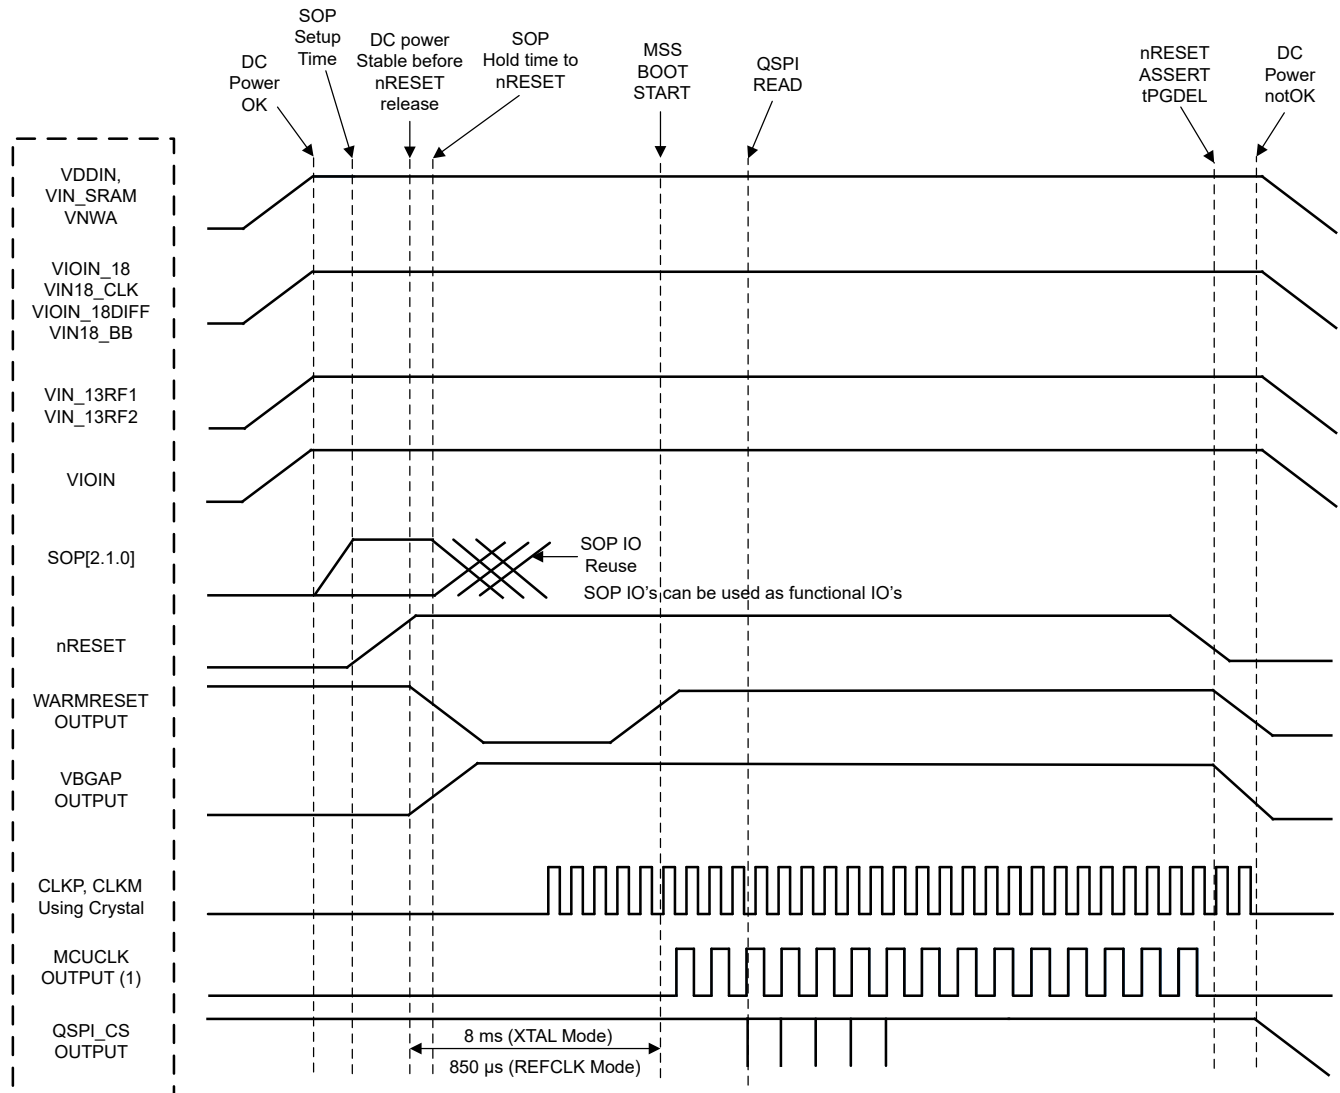 SOP
Setup
Time
DC power
Stable before
nRESET
release
SOP
Hold time to
nRESET
DC
Power
OK
MSS
BOOT
START
QSPI
READ
nRESET
ASSERT
tPGDEL
DC
Power
notOK
VDDIN,
VIN_SRAM
VNWA
VIOIN_18
VIN18_CLK
VIOIN_18DIFF
VIN18_BB
VIN_13RF1
VIN_13RF2
VIOIN
SOP[2.1.0]
SOP IO
Reuse
SOP IO's can be used as functional IO's
nRESET
WARMRESET
OUTPUT
VBGAP
OUTPUT
CLKP, CLKM
Using Crystal
MCUCLK
OUTPUT (1)
QSPI_CS
OUTPUT
8 ms (XTAL Mode)
850 µs (REFCLK Mode)